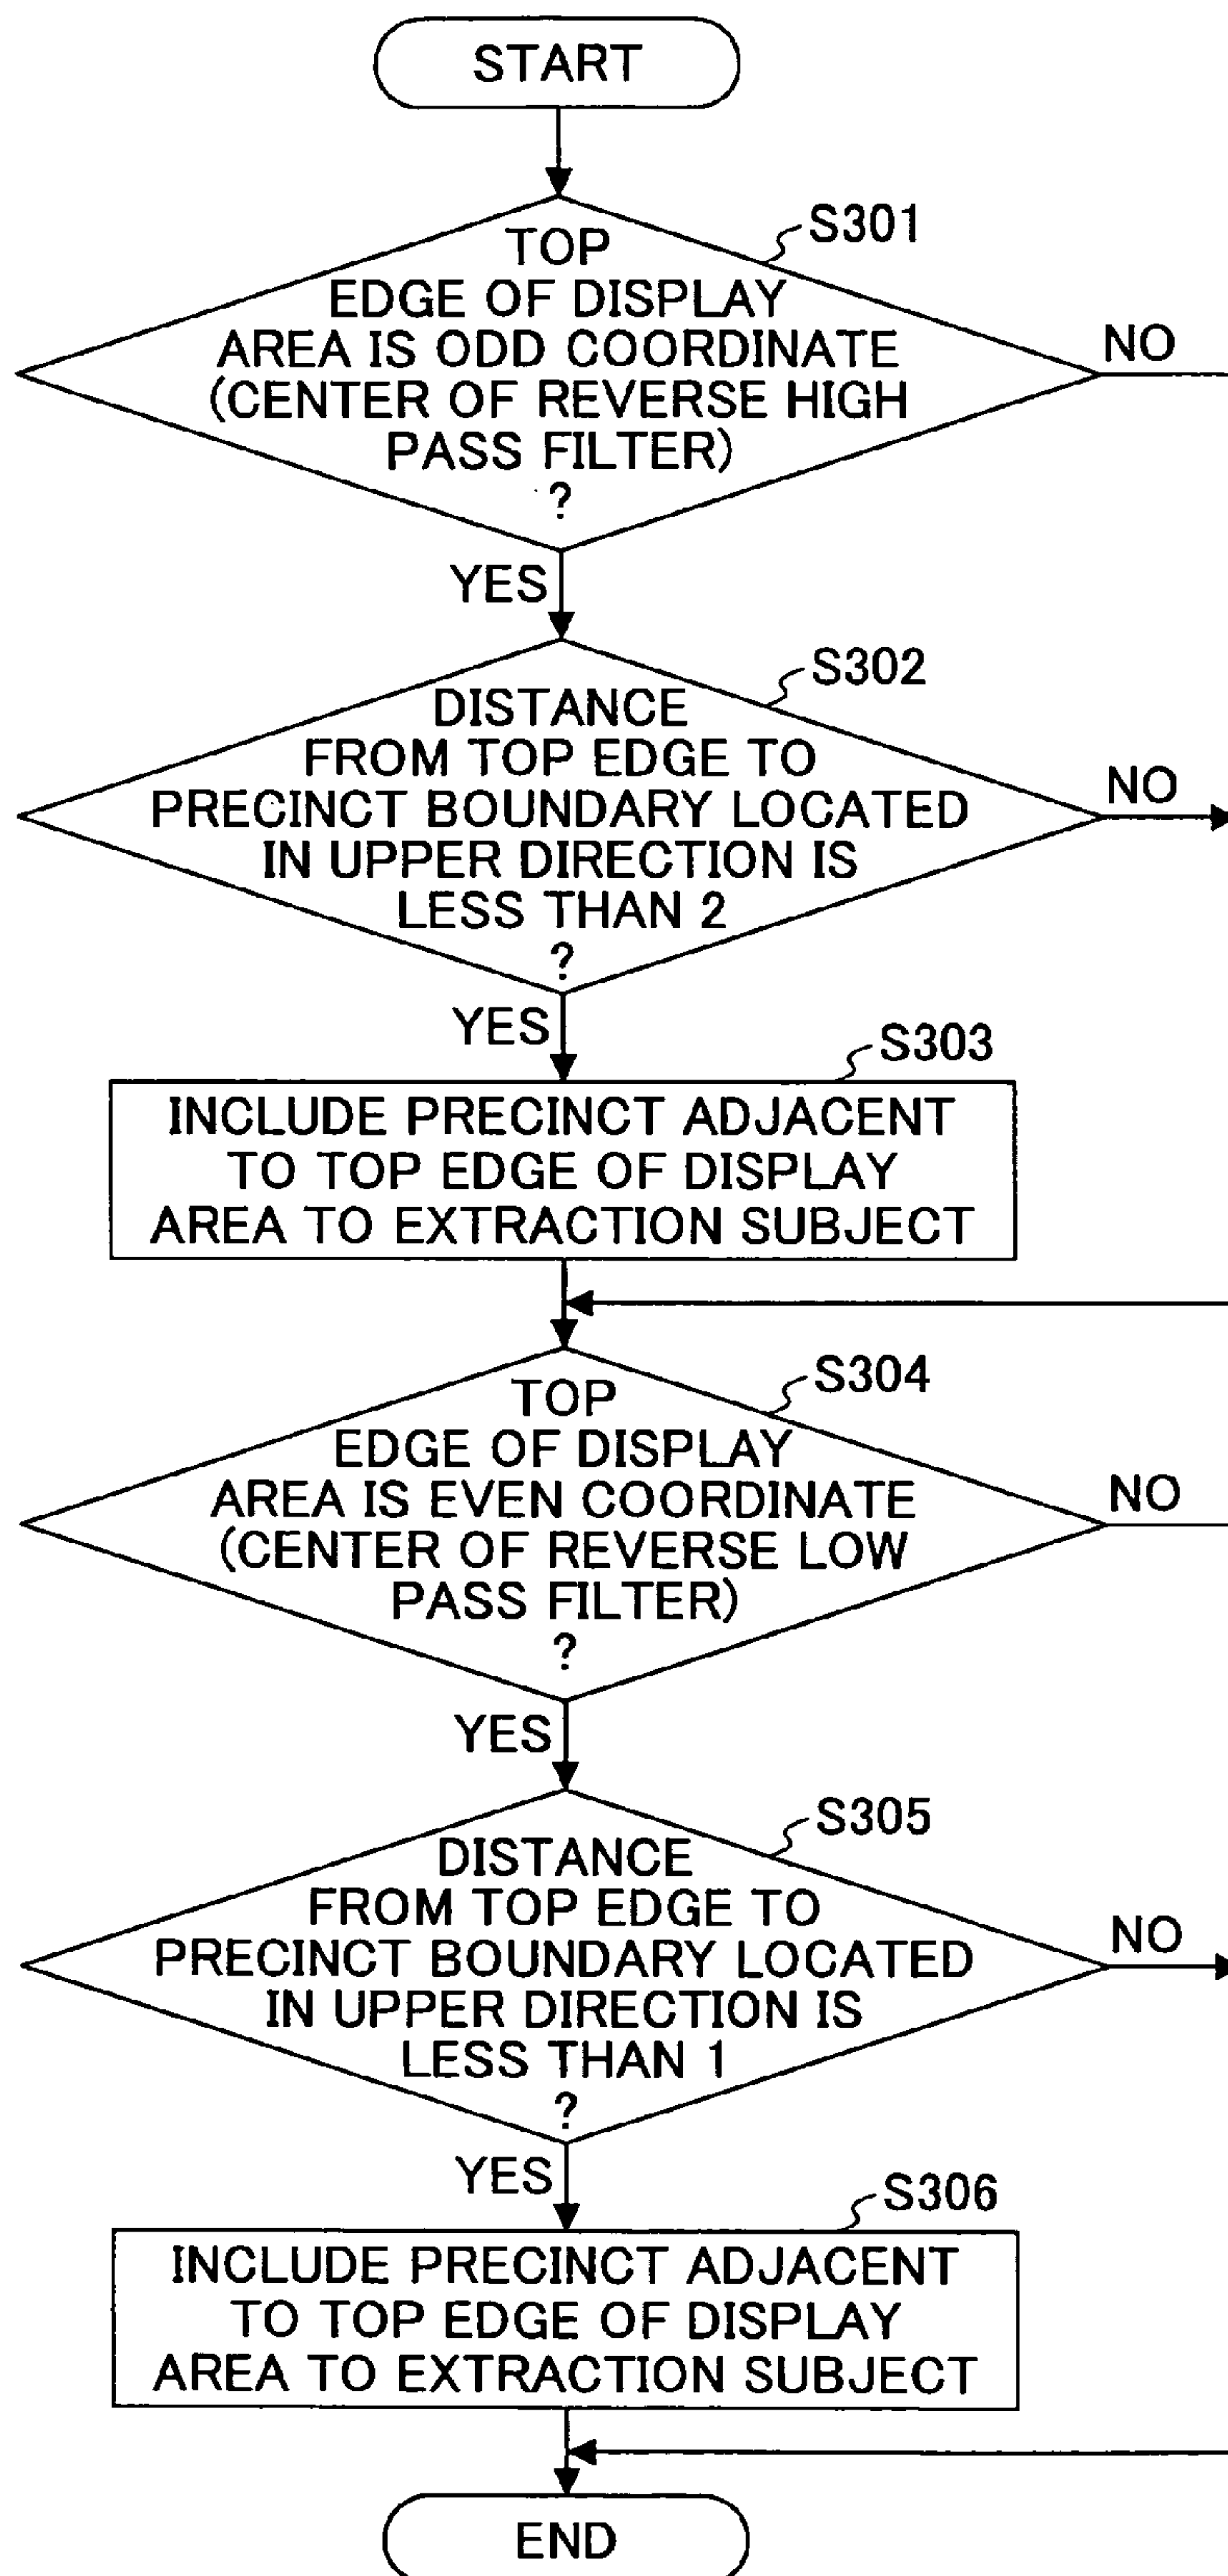 START
S301
TOP
EDGE OF DISPLAY
AREA IS ODD COORDINATE
(CENTER OF REVERSE HIGH
PASS FILTER)
?
NO
YES
S302
DISTANCE
FROM TOP EDGE TO
PRECINCT BOUNDARY LOCATED
IN UPPER DIRECTION IS
LESS THAN 2
?
NO
YES
S303
INCLUDE PRECINCT ADJACENT
TO TOP EDGE OF DISPLAY
AREA TO EXTRACTION SUBJECT
S304
TOP
EDGE OF DISPLAY
AREA IS EVEN COORDINATE
(CENTER OF REVERSE LOW
PASS FILTER)
?
NO
YES
S305
DISTANCE
FROM TOP EDGE TO
PRECINCT BOUNDARY LOCATED
IN UPPER DIRECTION IS
LESS THAN 1
?
NO
YES
S306
INCLUDE PRECINCT ADJACENT
TO TOP EDGE OF DISPLAY
AREA TO EXTRACTION SUBJECT
END